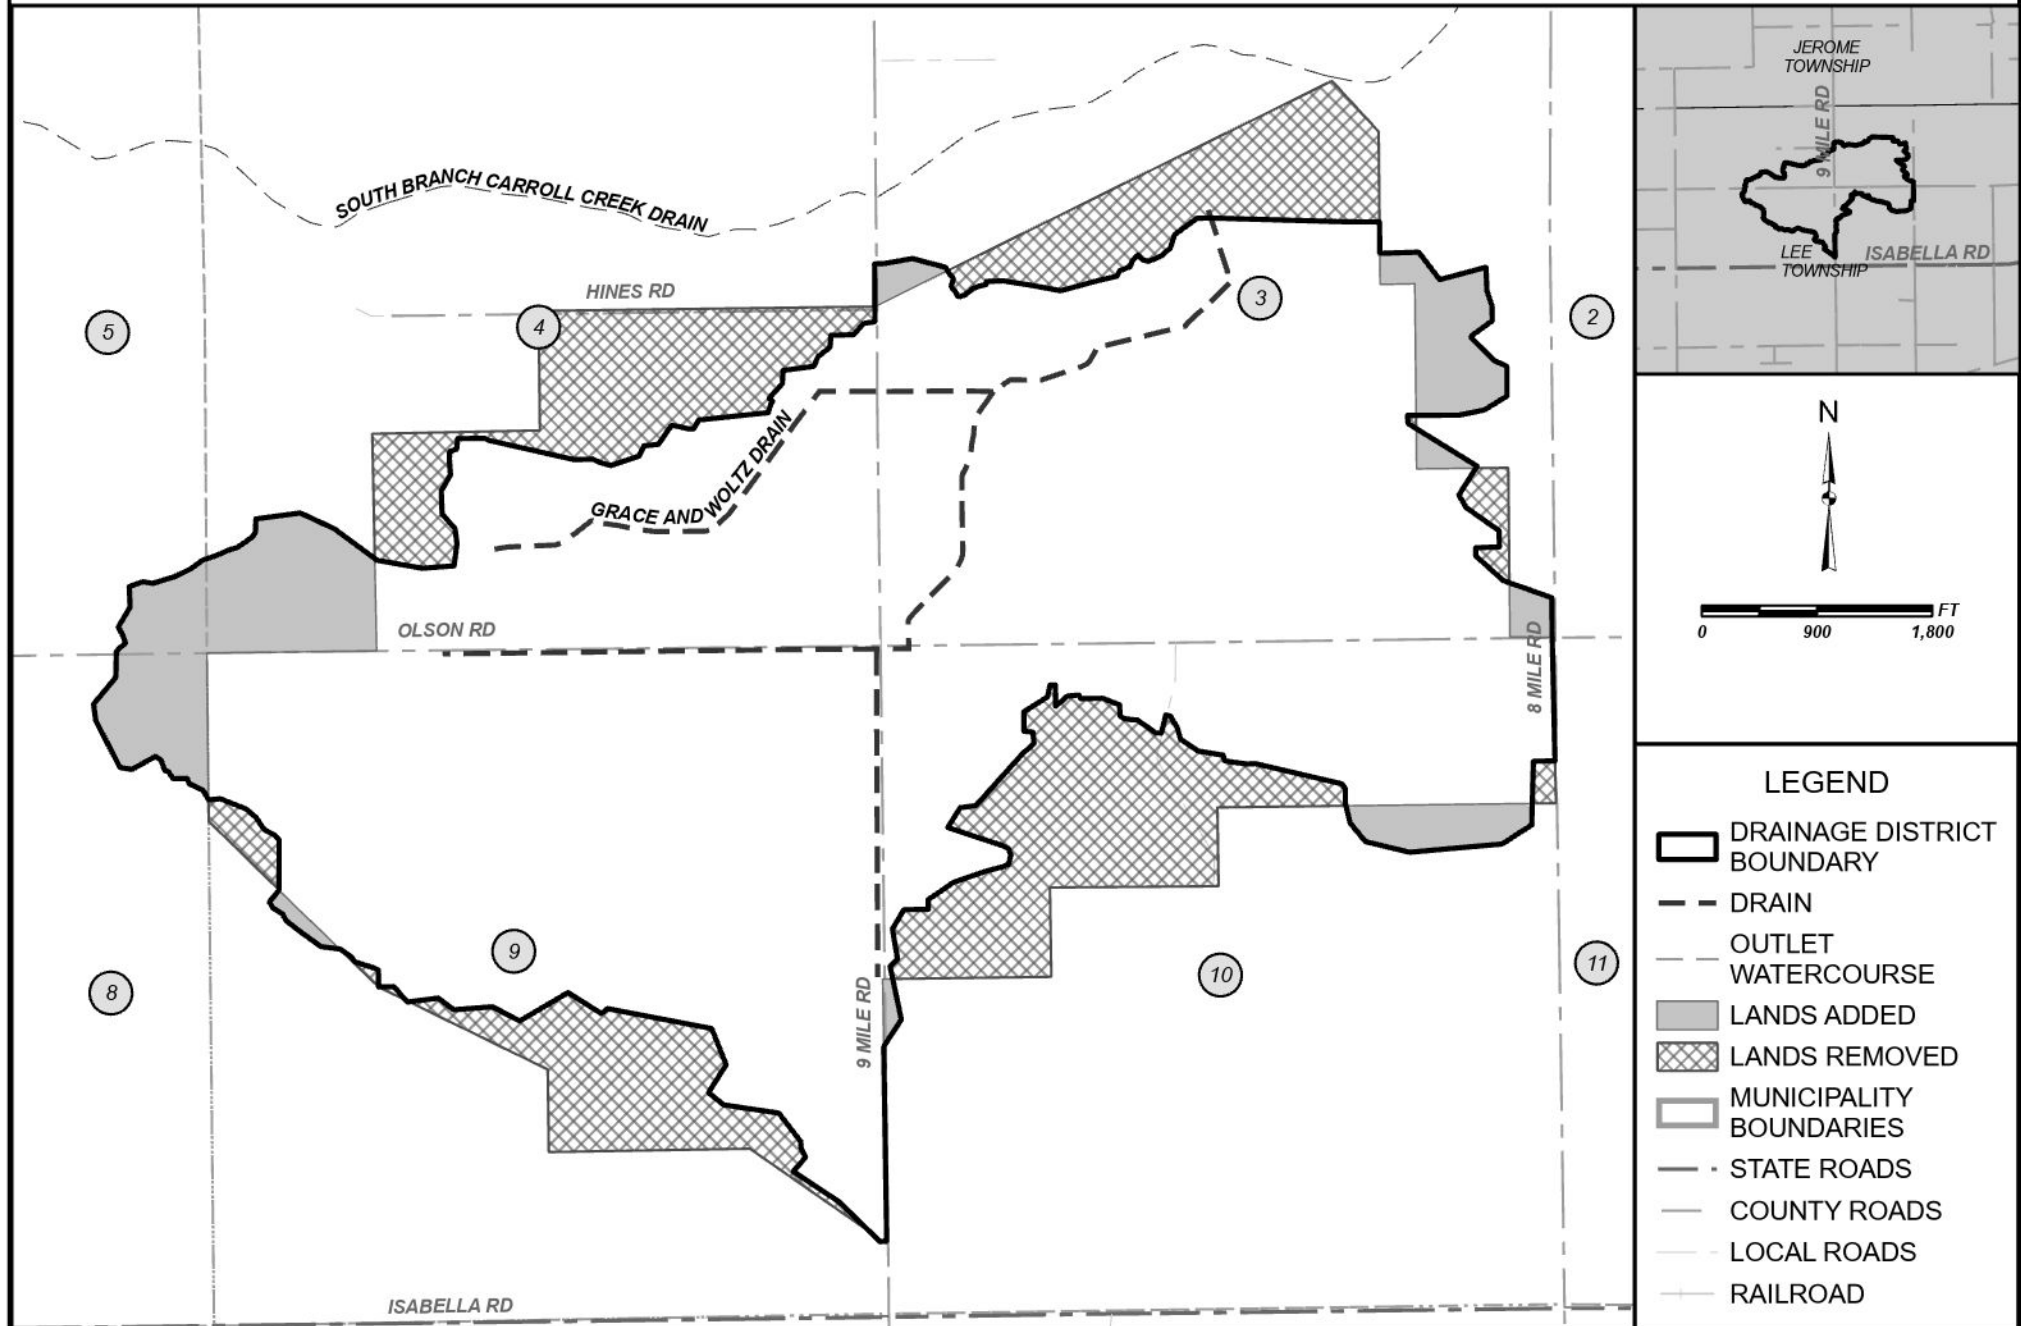 SOUTH BRANCH CARROLL CREEK DRAIN
HINES RD
5
4
3
2
GRACE AND WOLTZ DRAIN
OLSON RD
8 MILE RD
9
8
10
11
9 MILE RD
ISABELLA RD
JEROME
TOWNSHIP
9 MILE RD
LEE
TOWNSHIP
ISABELLA RD
N
FT
0 900 1,800
LEGEND
DRAINAGE DISTRICT
BOUNDARY
DRAIN
OUTLET
WATERCOURSE
LANDS ADDED
LANDS REMOVED
MUNICIPALITY
BOUNDARIES
STATE ROADS
COUNTY ROADS
LOCAL ROADS
RAILROAD